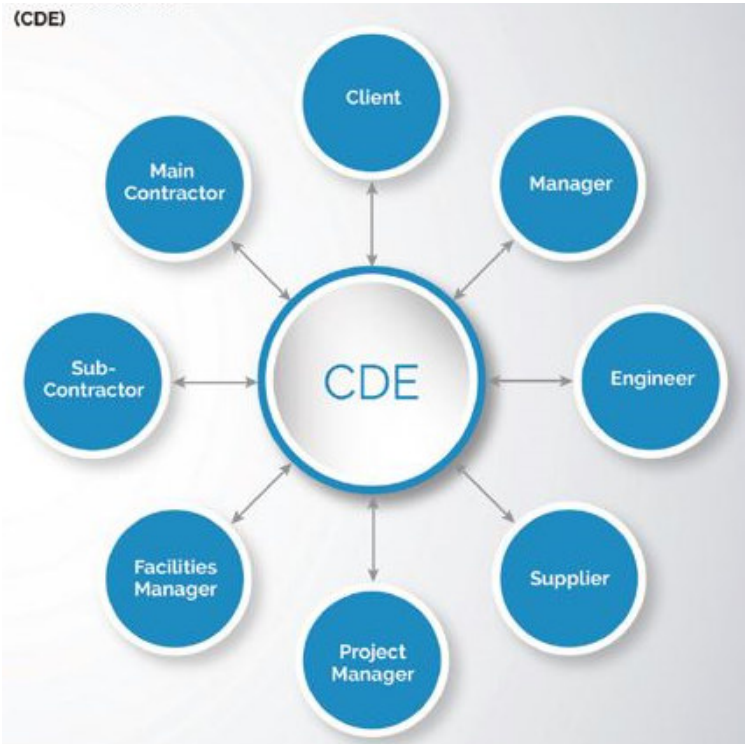 (CDE)
Client
Manager
Engineer
Supplier
Project
Manager
Facilities
Manager
Sub-
Contractor
Main
Contractor
CDE